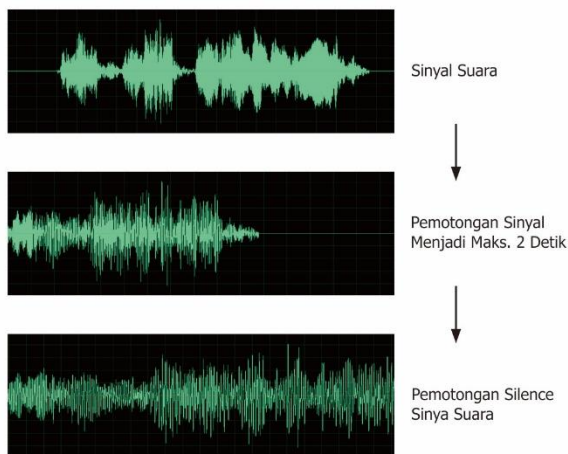 Sinyal Suara
Pemotongan Sinyal
Menjadi Maks. 2 Detik
Pemotongan Silence
Sinya Suara